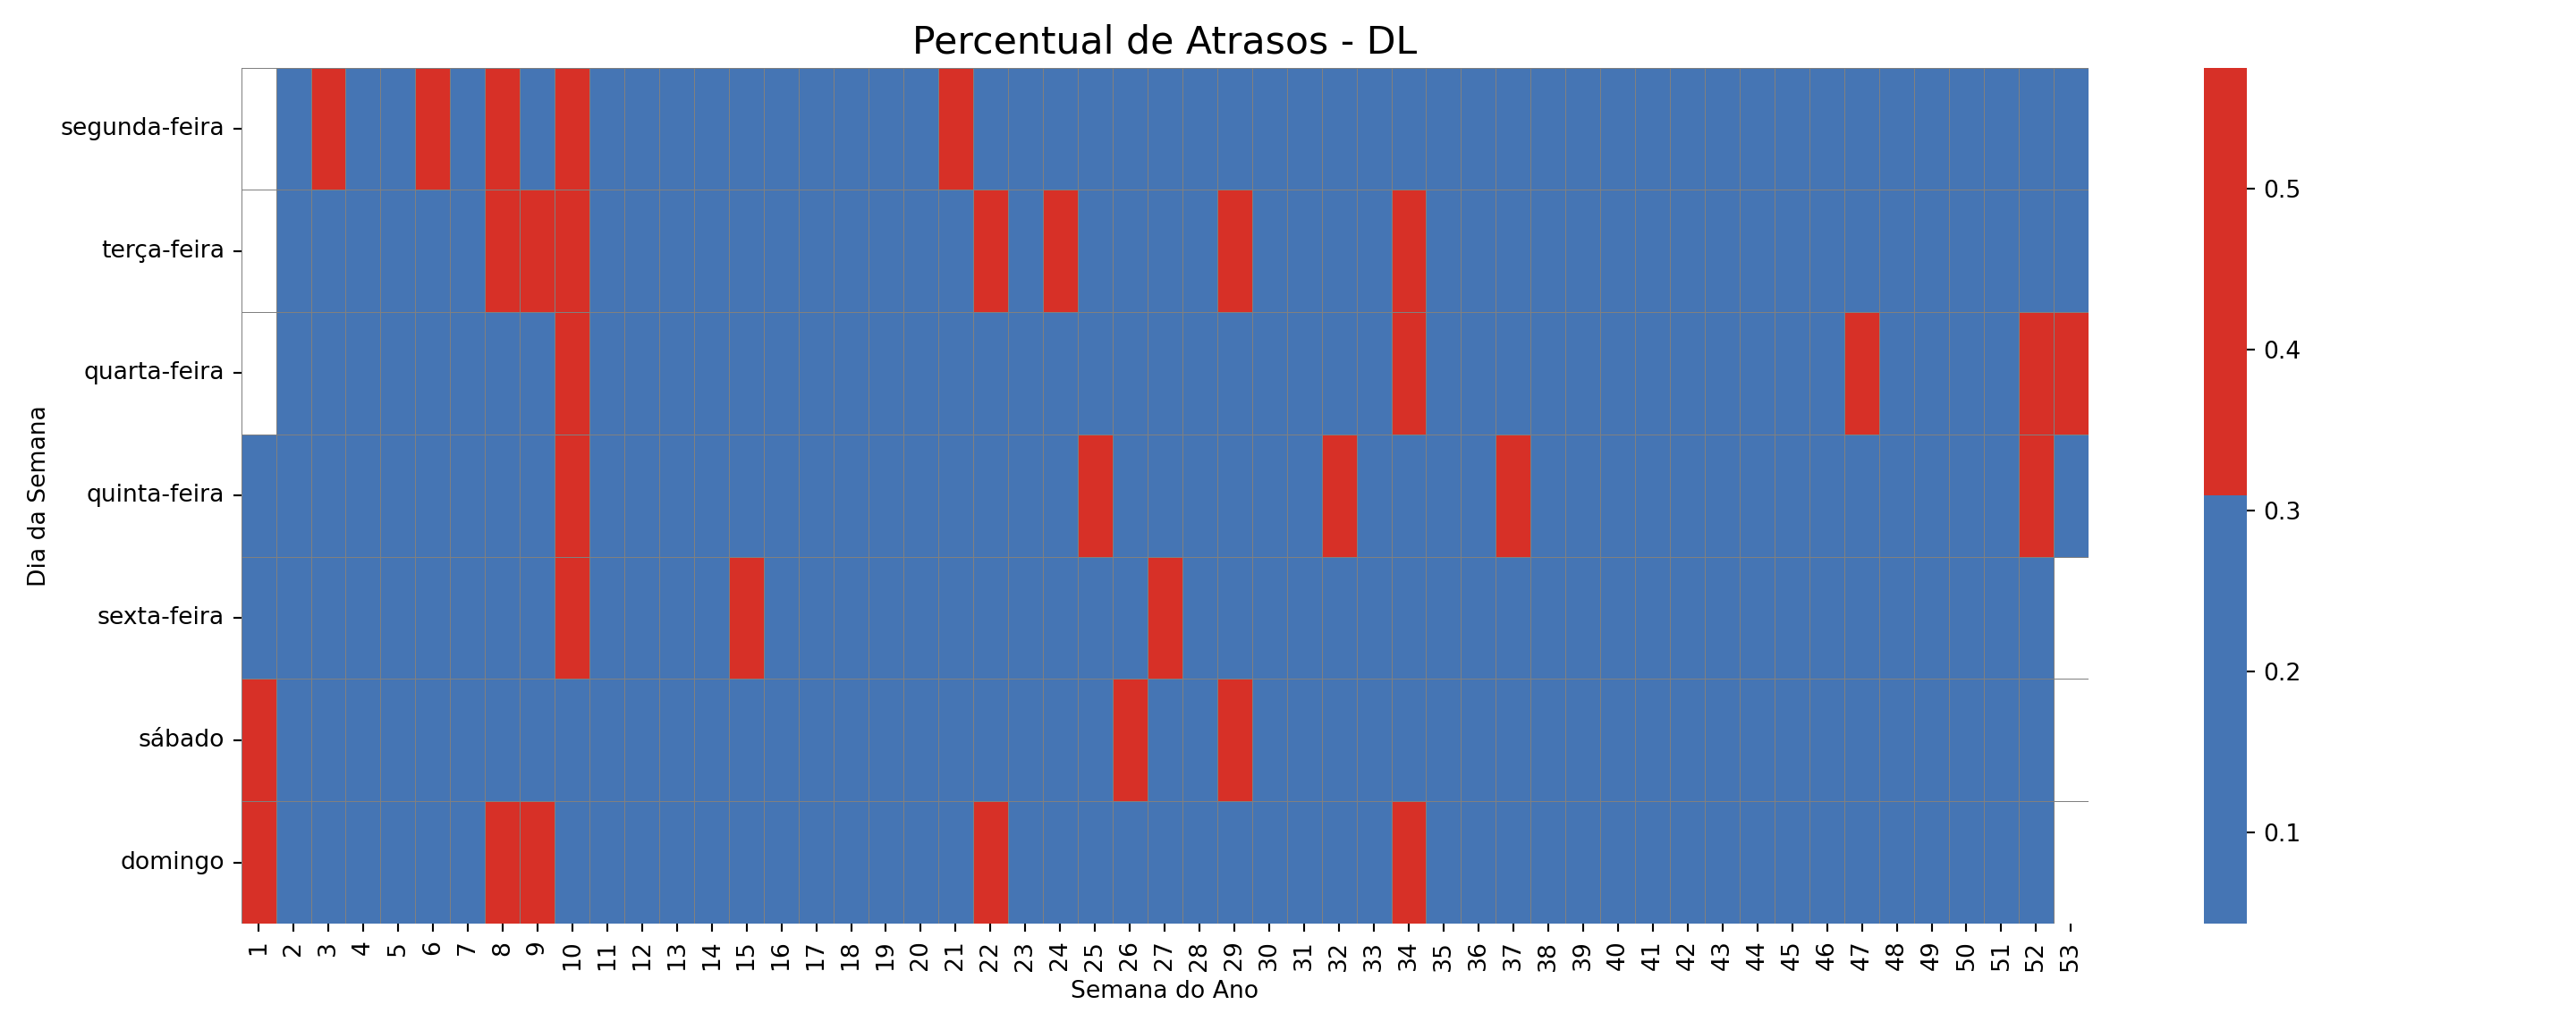 Percentual de Atrasos - DL
Dia da Semana
segunda-feira
terça-feira
quarta-feira
quinta-feira
sexta-feira
sábado
domingo
1 2 3 4 5 6 7 8 9 10 11 12 13 14 15 16 17 18 19 20 21 22 23 24 25 26 27 28 29 30 31 32 33 34 35 36 37 38 39 40 41 42 43 44 45 46 47 48 49 50 51 52 53
Semana do Ano
0.5
0.4
0.3
0.2
0.1